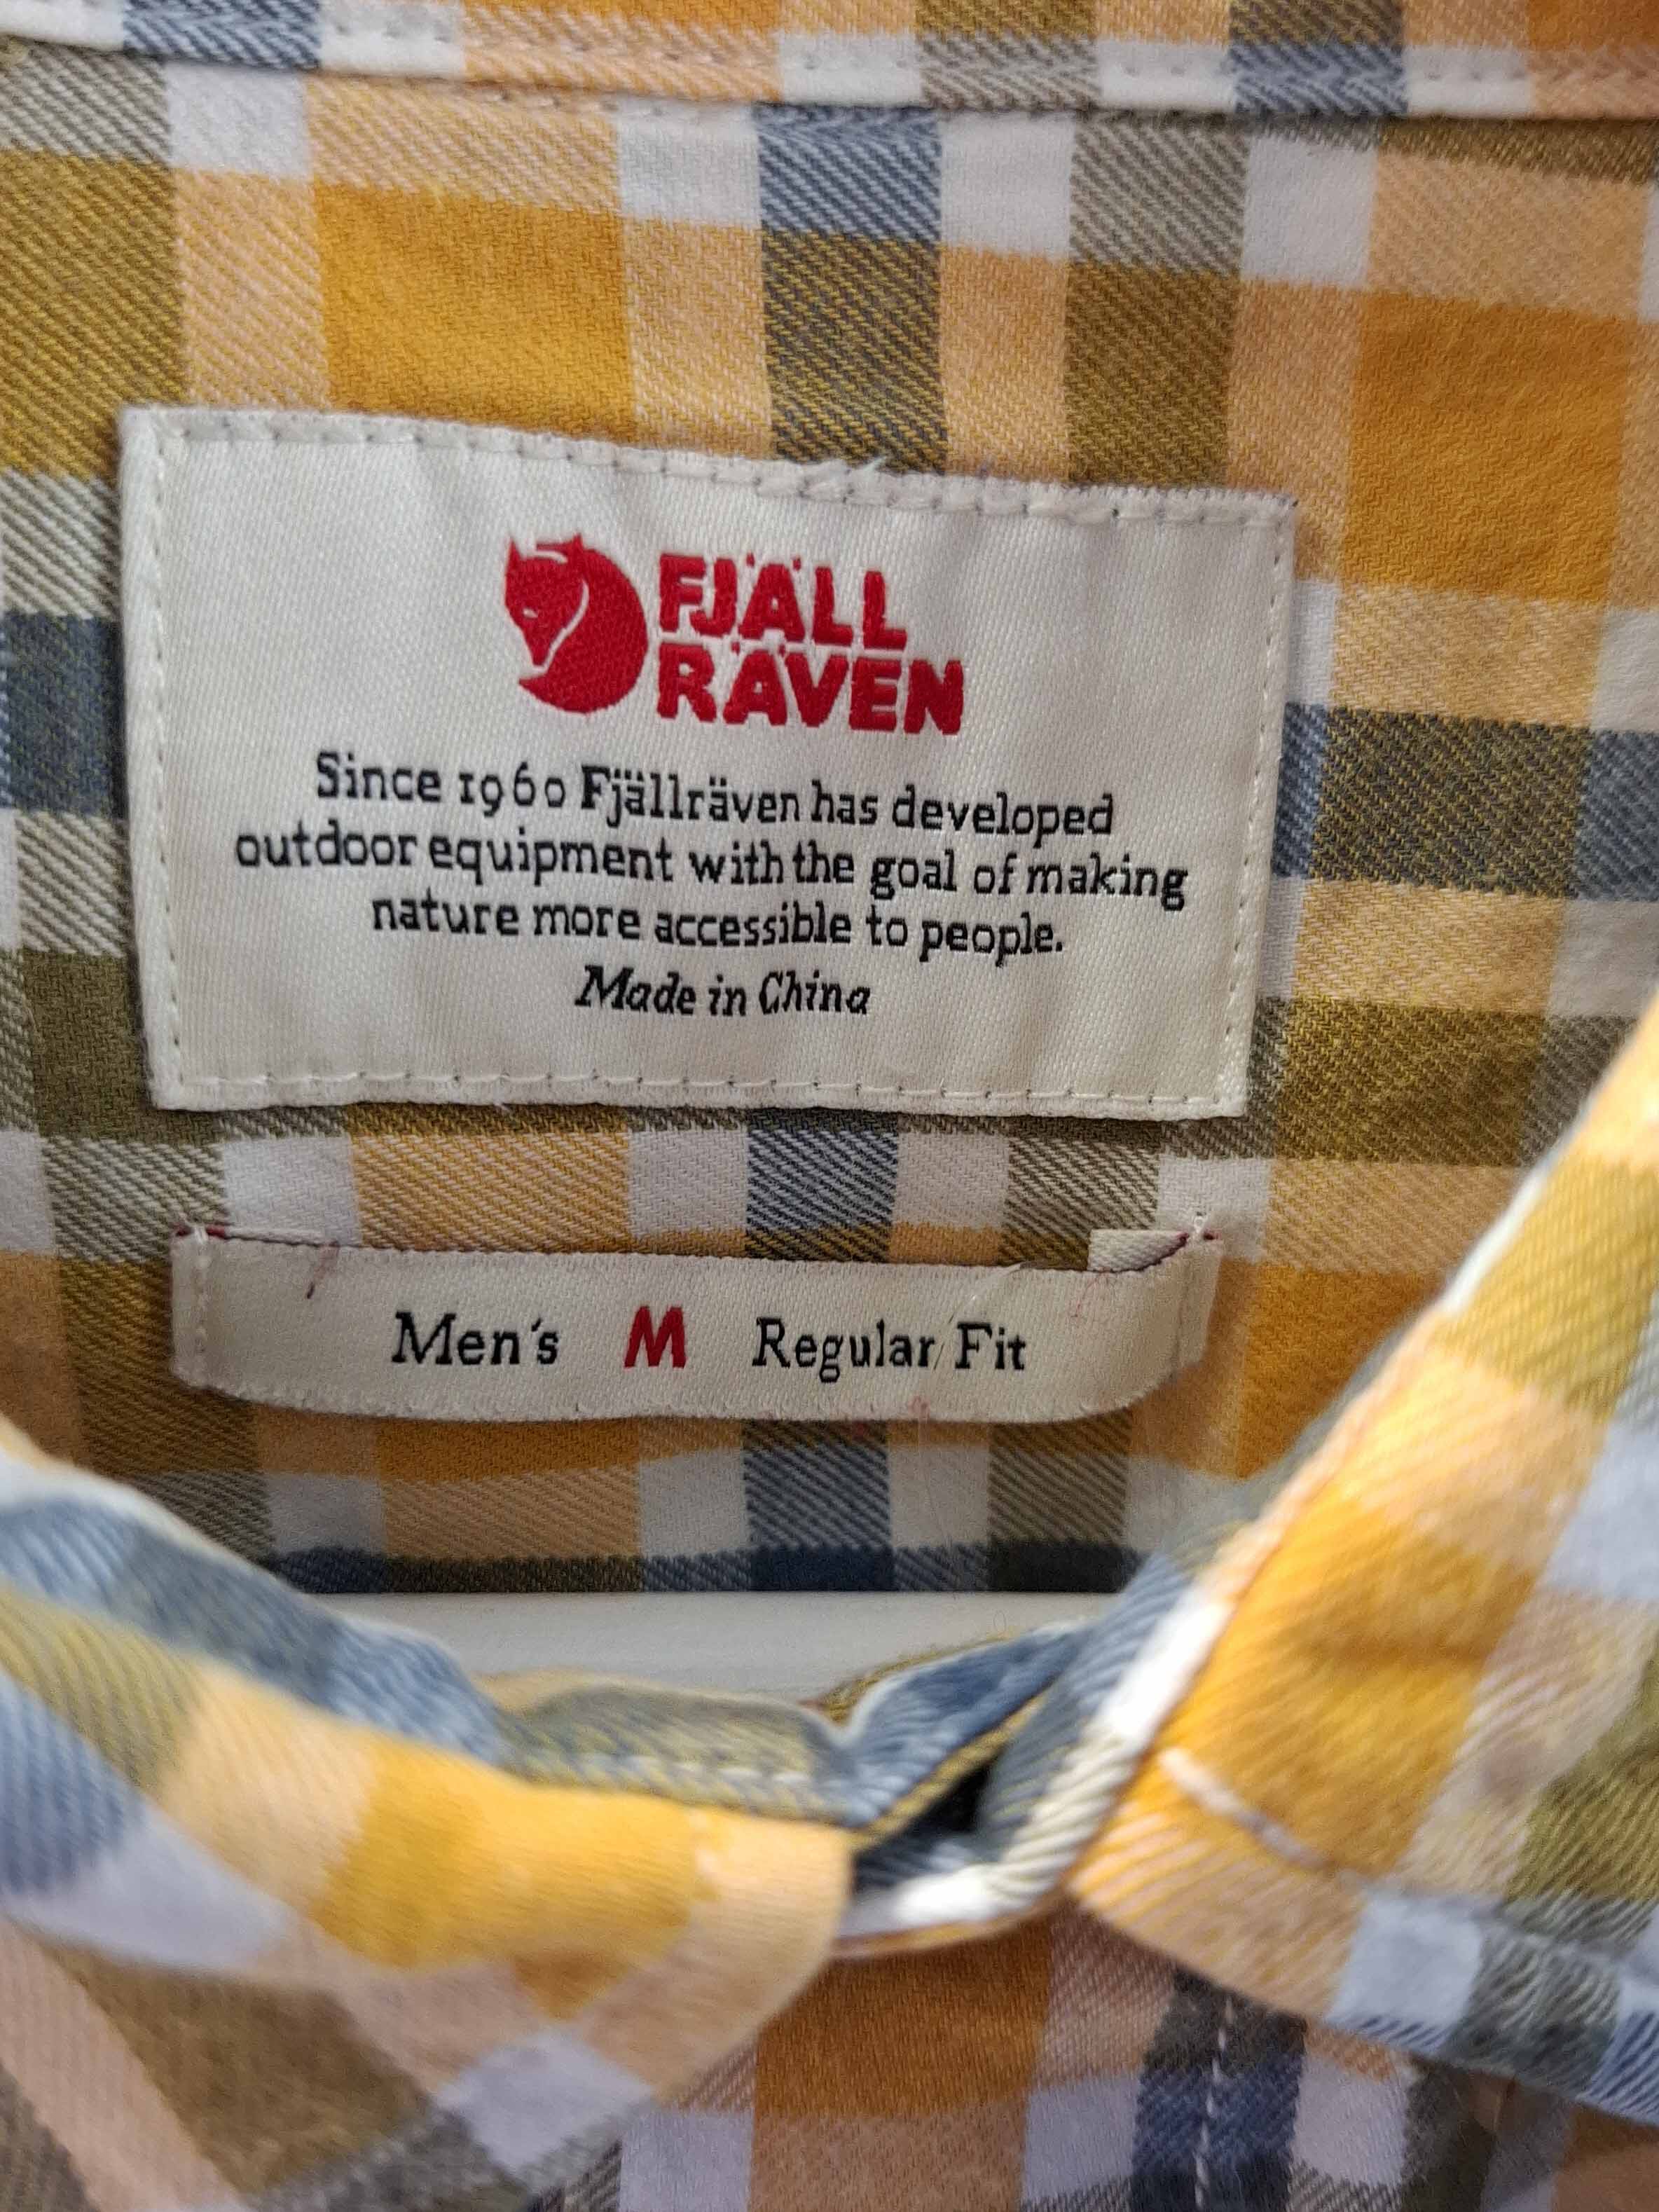 FJÄLL
RÄVEN
Since 1960 Fjällräven has developed
outdoor equipment with the goal of making
nature more accessible to people.
Made in China
Men's M Regular Fit